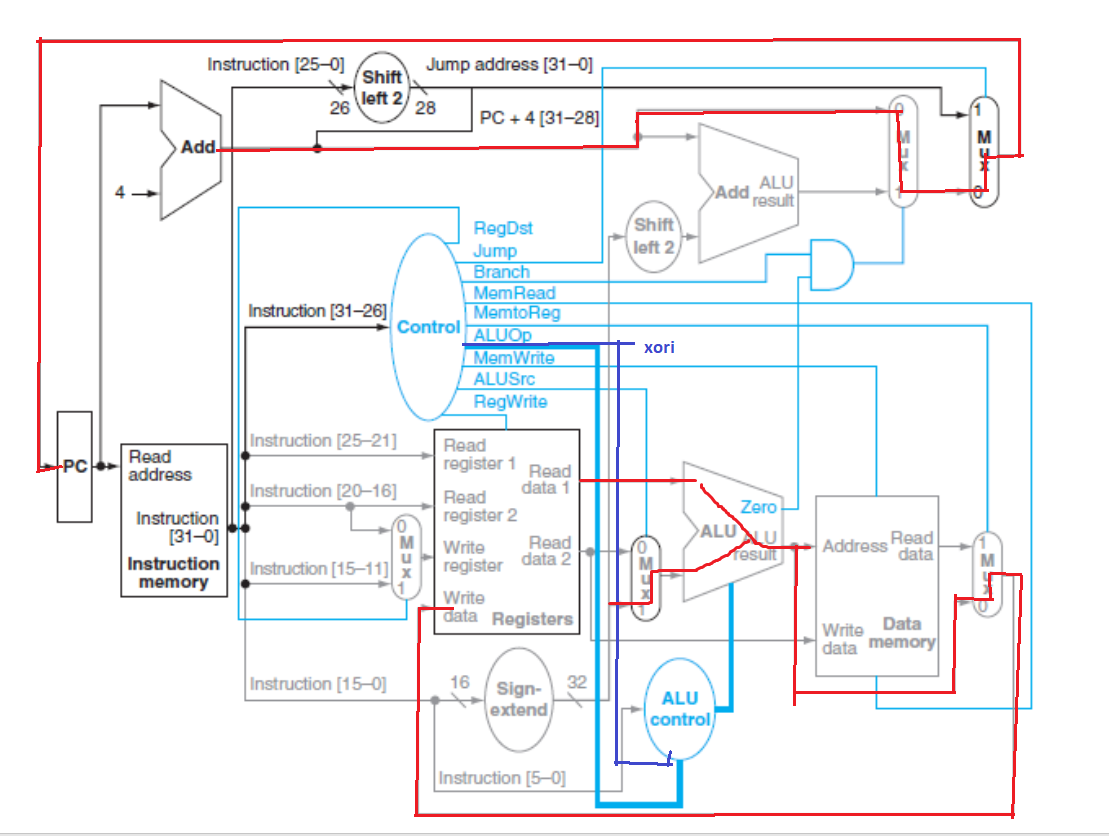 Instruction [25–0]
Shift
left 2
Jump address [31–0]
26
28
PC + 4 [31–28]
Add
4
0
M
u
x
1
1
M
u
x
0
Add
ALU
result
Shift
left 2
RegDst
Jump
Branch
MemRead
MemtoReg
ALUOp
MemWrite
ALUSrc
RegWrite
Control
xori
Instruction [31–26]
PC
Read
address
Instruction
[31–0]
Instruction
memory
Instruction [25–21]
Instruction [20–16]
Instruction [15–11]
0
M
u
x
1
Read
register 1
Read
register 2
Write
register
Write
data
Read
data 1
Read
data 2
Registers
0
M
u
x
1
Zero
ALU
ALU
result
Address
Read
data
Write
data
Data
memory
1
M
u
x
0
Instruction [15–0]
16
Sign-
extend
32
ALU
control
Instruction [5–0]